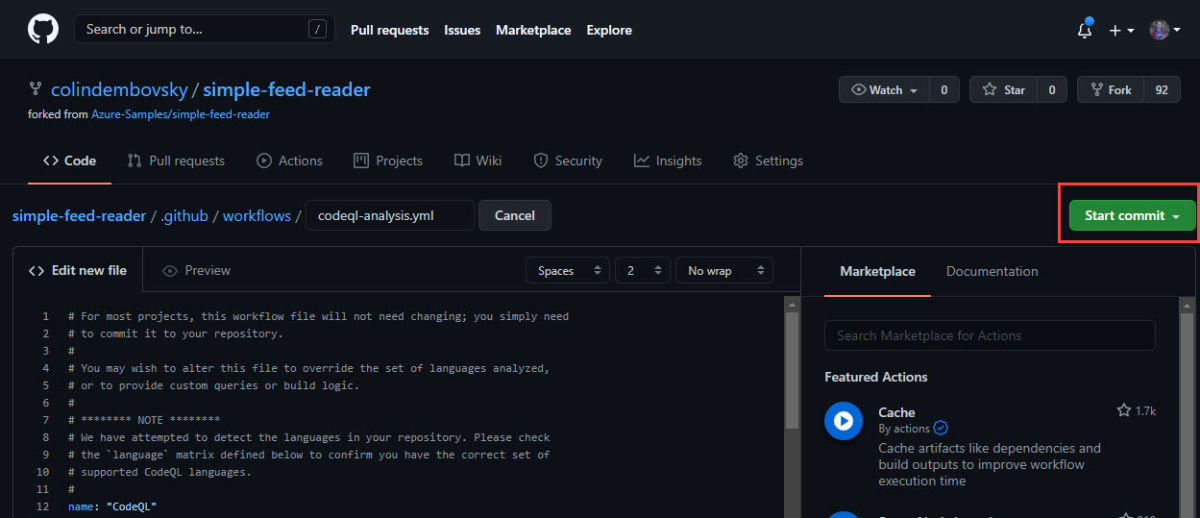 Search or jump to... /
Pull requests Issues Marketplace Explore
colindembovsky / simple-feed-reader
Watch 0 Star 0 Fork 92
forked from Azure-Samples/simple-feed-reader
Code Pull requests Actions Projects Wiki Security Insights Settings
simple-feed-reader / .github / workflows / codeql-analysis.yml Cancel
Start commit
Edit new file Preview Spaces 2 No wrap
Marketplace Documentation
1 # For most projects, this workflow file will not need changing; you simply need
2 # to commit it to your repository.
3 #
4 # You may wish to alter this file to override the set of languages analyzed,
5 # or to provide custom queries or build logic.
6 #
7 # ******** NOTE ********
8 # We have attempted to detect the languages in your repository. Please check
9 # the `language` matrix defined below to confirm you have the correct set of
10 # supported CodeQL languages.
11 #
12 name: "CodeQL"
Search Marketplace for Actions
Featured Actions
Cache 1.7k
By actions
Cache artifacts like dependencies and
build outputs to improve workflow
execution time